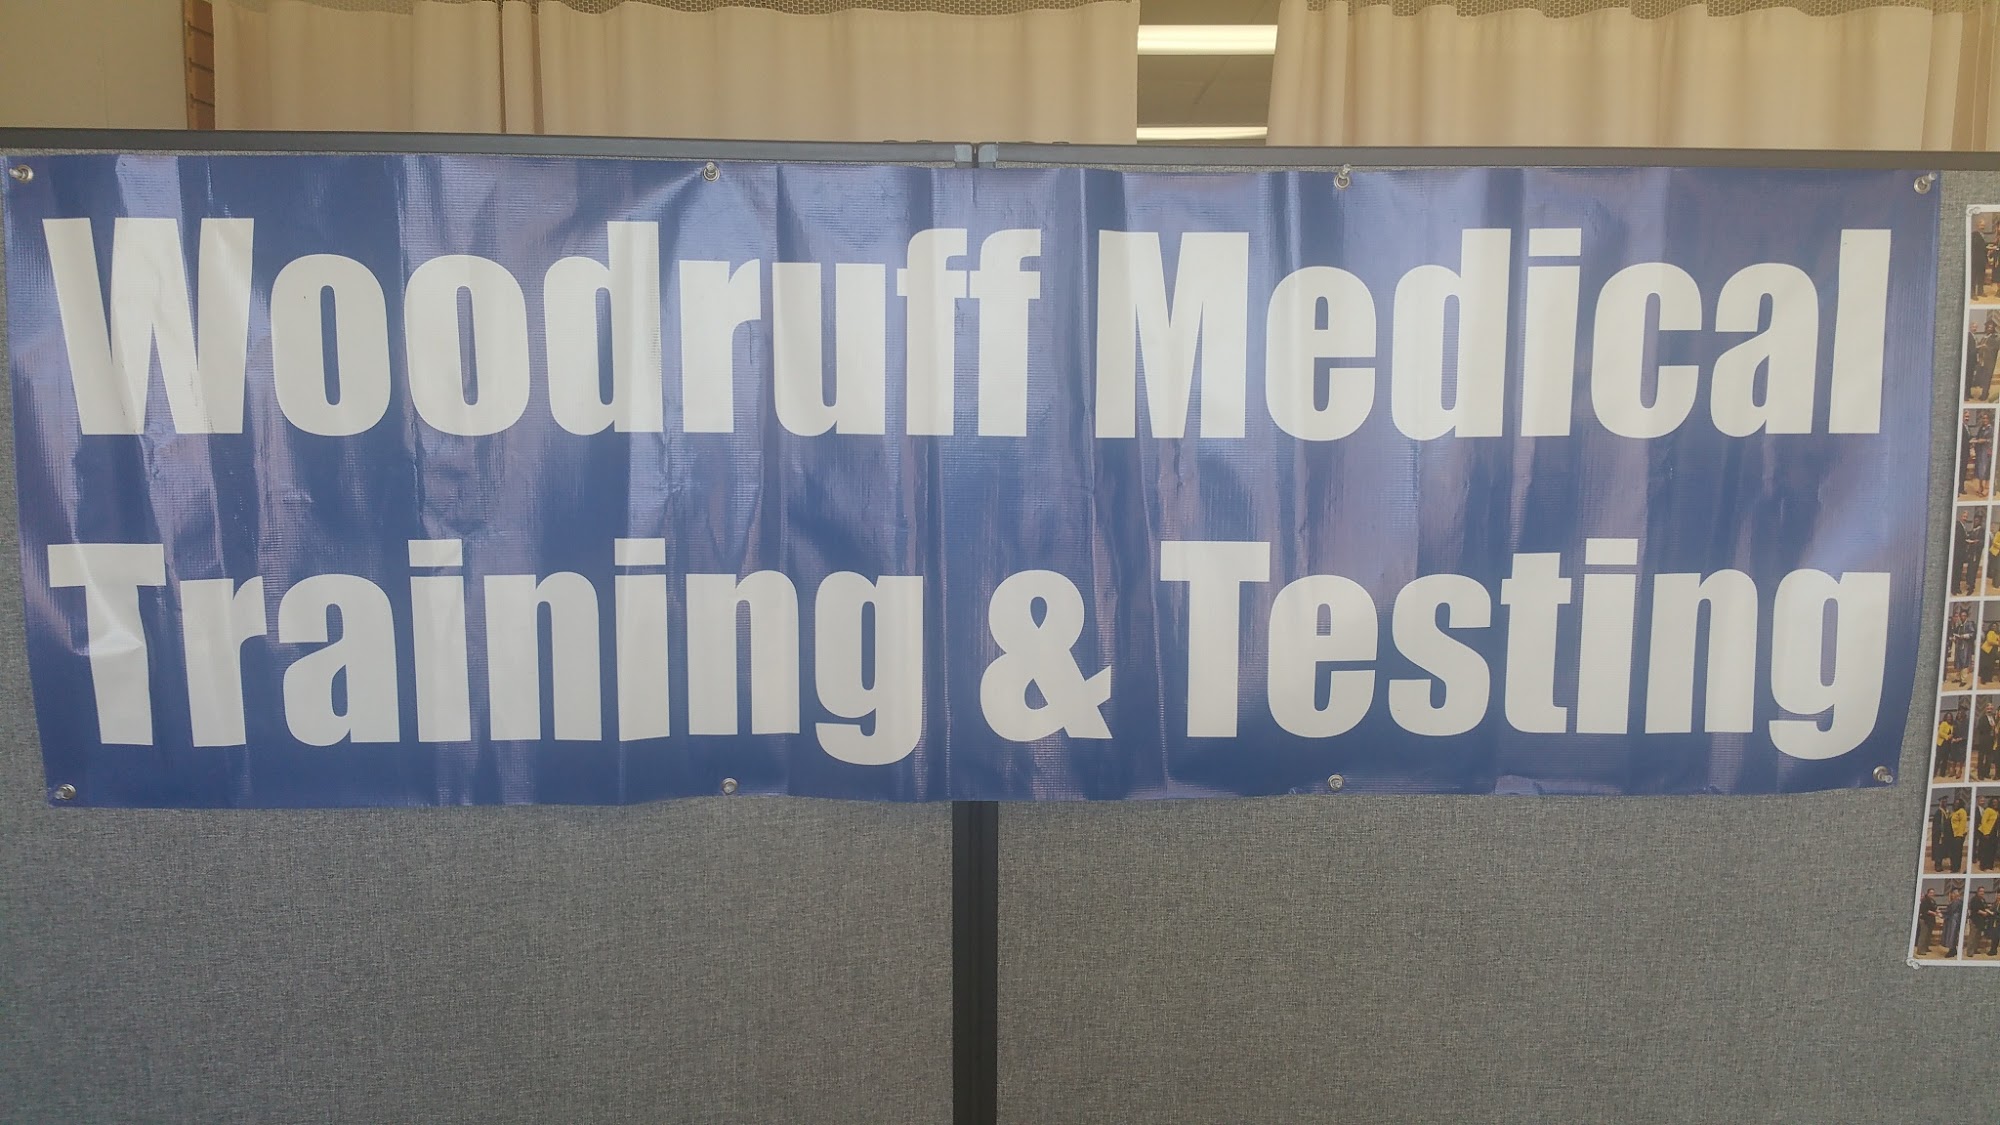 Woodruff Medical
Training & Testing